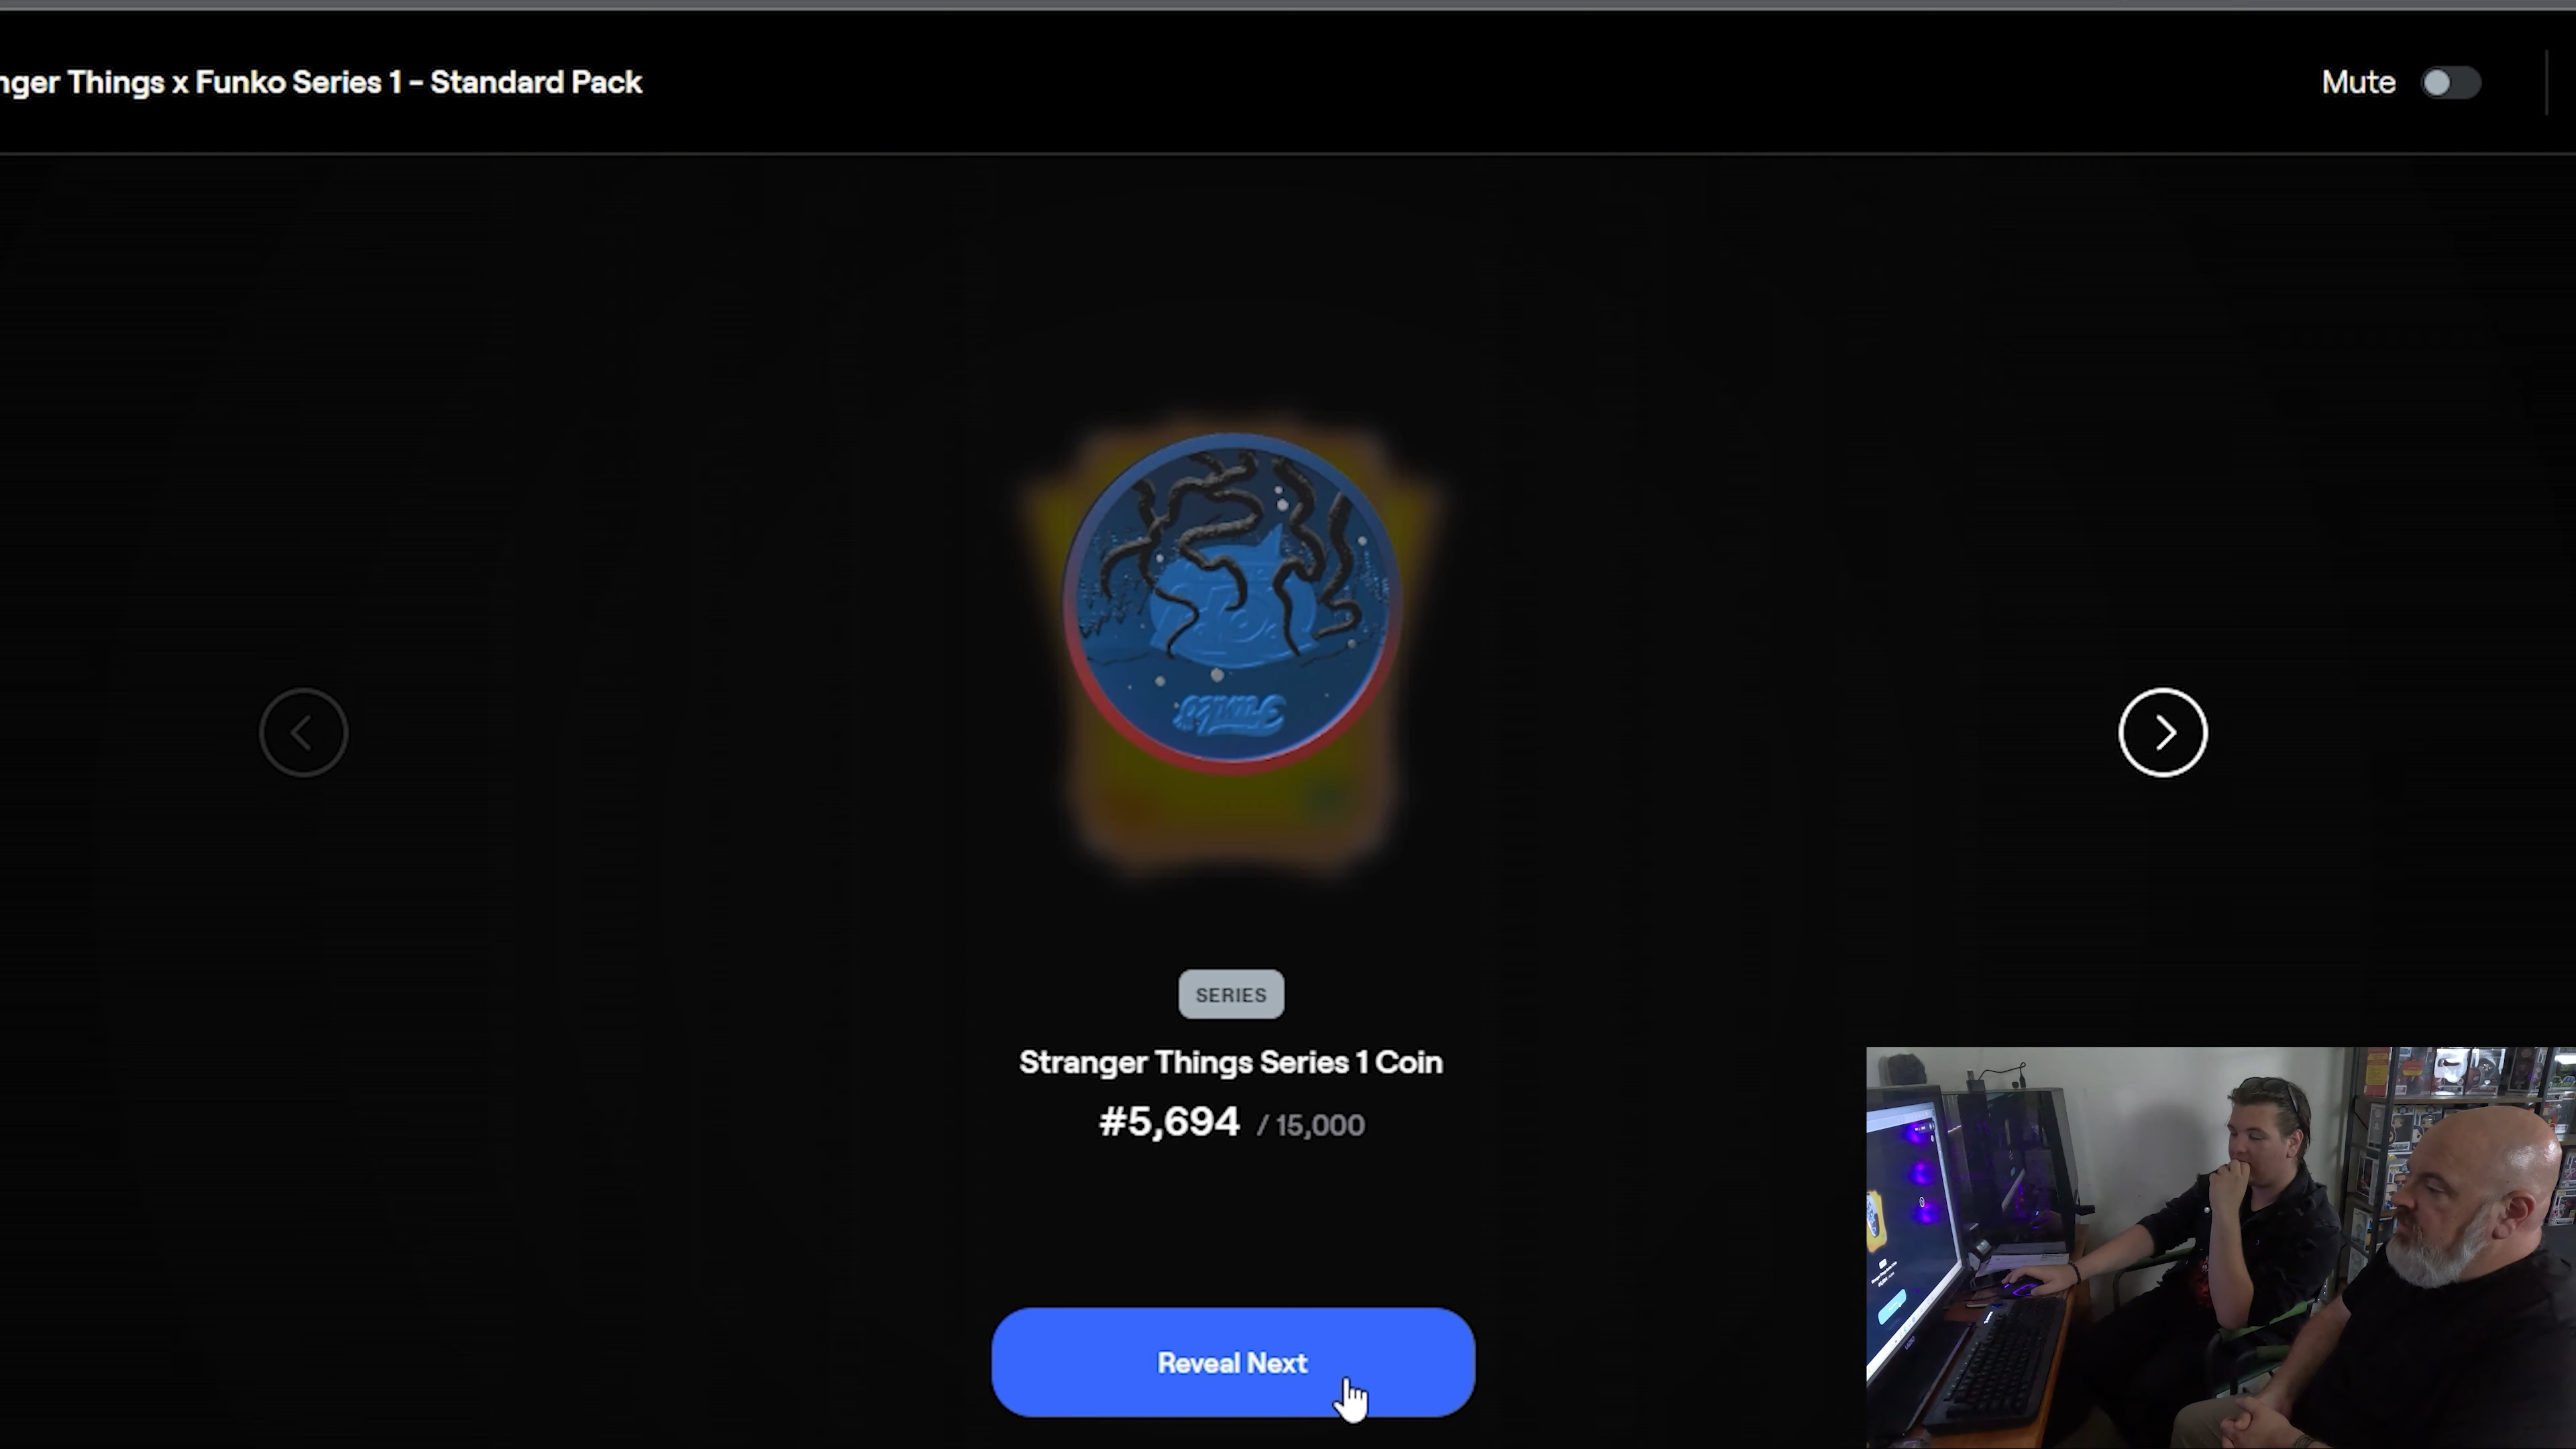 nger Things x Funko Series 1 - Standard Pack
Mute
Funko
SERIES
Stranger Things Series 1 Coin
#5,694 / 15,000
Reveal Next